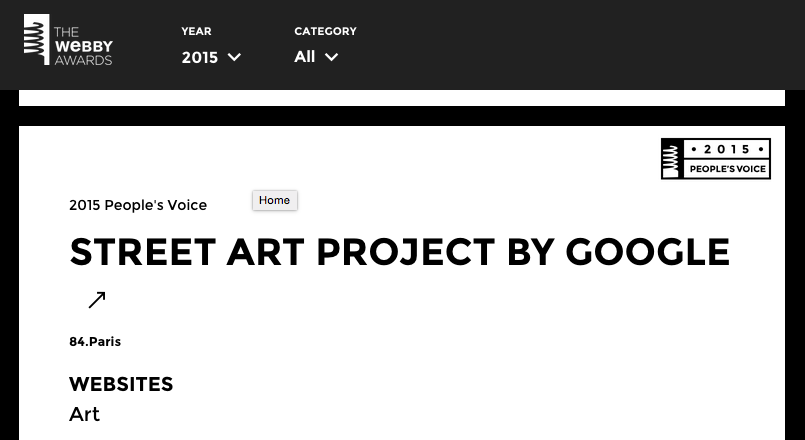 THE
WEBBY
AWARDS
YEAR
2015
CATEGORY
All
• 2015 •
PEOPLE'S VOICE
2015 People's Voice
Home
STREET ART PROJECT BY GOOGLE
84.Paris
WEBSITES
Art